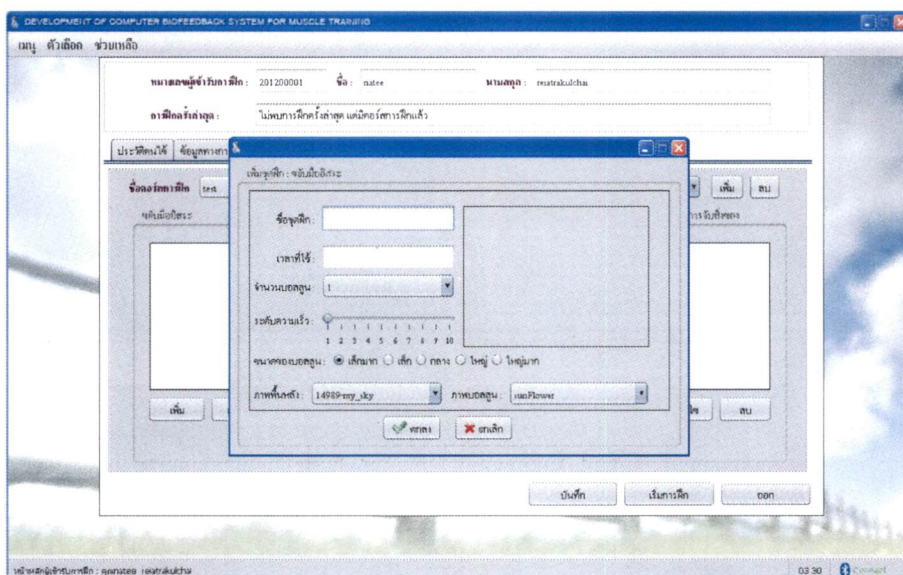 DEVELOPMENT OF COMPUTER BIOFEEDBACK SYSTEM FOR MUSCLE TRAINING
เมนู ตัวเลือก ช่วยเหลือ
หมายเลขผู้เข้ารับการฝึก : 201200001 ชื่อ : natee นามสกุล :
การฝึกครั้งล่าสุด : ไม่พบการฝึกครั้งล่าสุด แต่มีคอร์สการฝึกแล้ว
ประวัติคนไข้
ชื่อคอร์สการฝึก test เพิ่ม ลบ
ขยับมืออิสระ
เพิ่มชุดฝึก : ขยับมืออิสระ
ชื่อชุดฝึก :
เวลาที่ใช้ :
จำนวนบอลลูน : 1
ระดับความเร็ว :
1 2 3 4 5 6 7 8 9 10
ขนาดของบอลลูน : เล็กมาก เล็ก กลาง ใหญ่ ใหญ่มาก
ภาพพื้นหลัง : 14989-my_sky ภาพบอลลูน : sunFlower
ตกลง ยกเลิก
เพิ่ม ลบ
บันทึก เริ่มการฝึก ออก
03:30 Connect